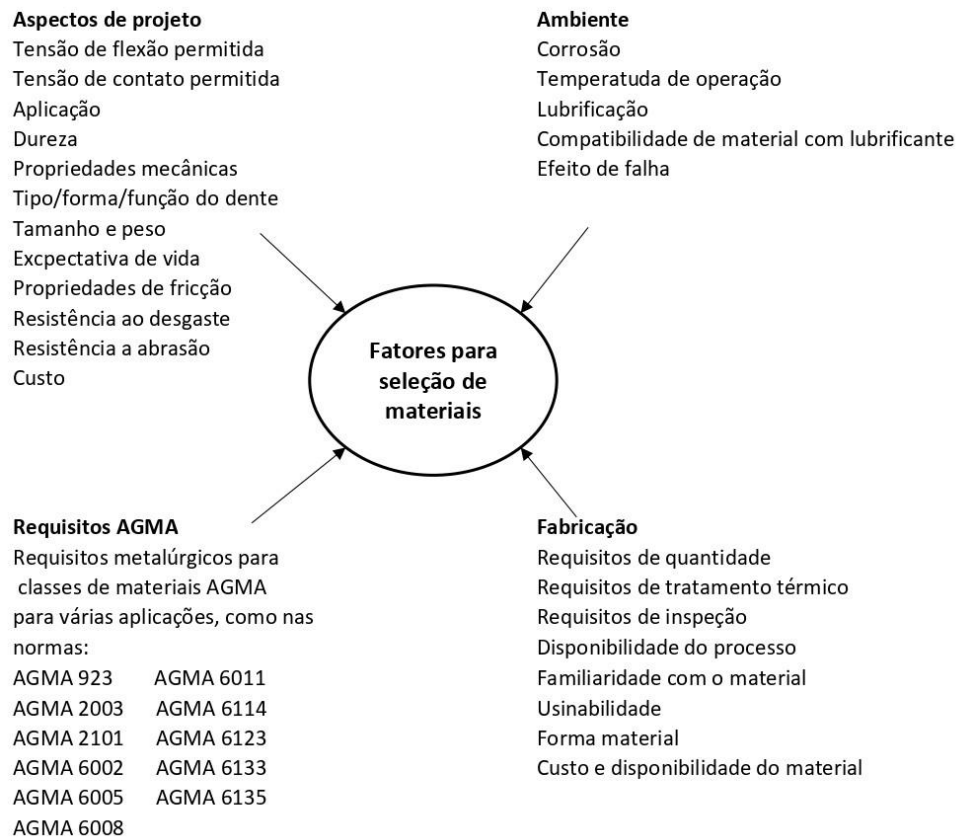 Aspectos de projeto
Tensão de flexão permitida
Tensão de contato permitida
Aplicação
Dureza
Propriedades mecânicas
Tipo/forma/função do dente
Tamanho e peso
Excpectativa de vida
Propriedades de fricção
Resistência ao desgaste
Resistência a abrasão
Custo
Ambiente
Corrosão
Temperatuda de operação
Lubrificação
Compatibilidade de material com lubrificante
Efeito de falha
Fatores para
seleção de
materiais
Requisitos AGMA
Requisitos metalúrgicos para
classes de materiais AGMA
para várias aplicações, como nas
normas:
AGMA 923 AGMA 6011
AGMA 2003 AGMA 6114
AGMA 2101 AGMA 6123
AGMA 6002 AGMA 6133
AGMA 6005 AGMA 6135
AGMA 6008
Fabricação
Requisitos de quantidade
Requisitos de tratamento térmico
Requisitos de inspeção
Disponibilidade do processo
Familiaridade com o material
Usinabilidade
Forma material
Custo e disponibilidade do material